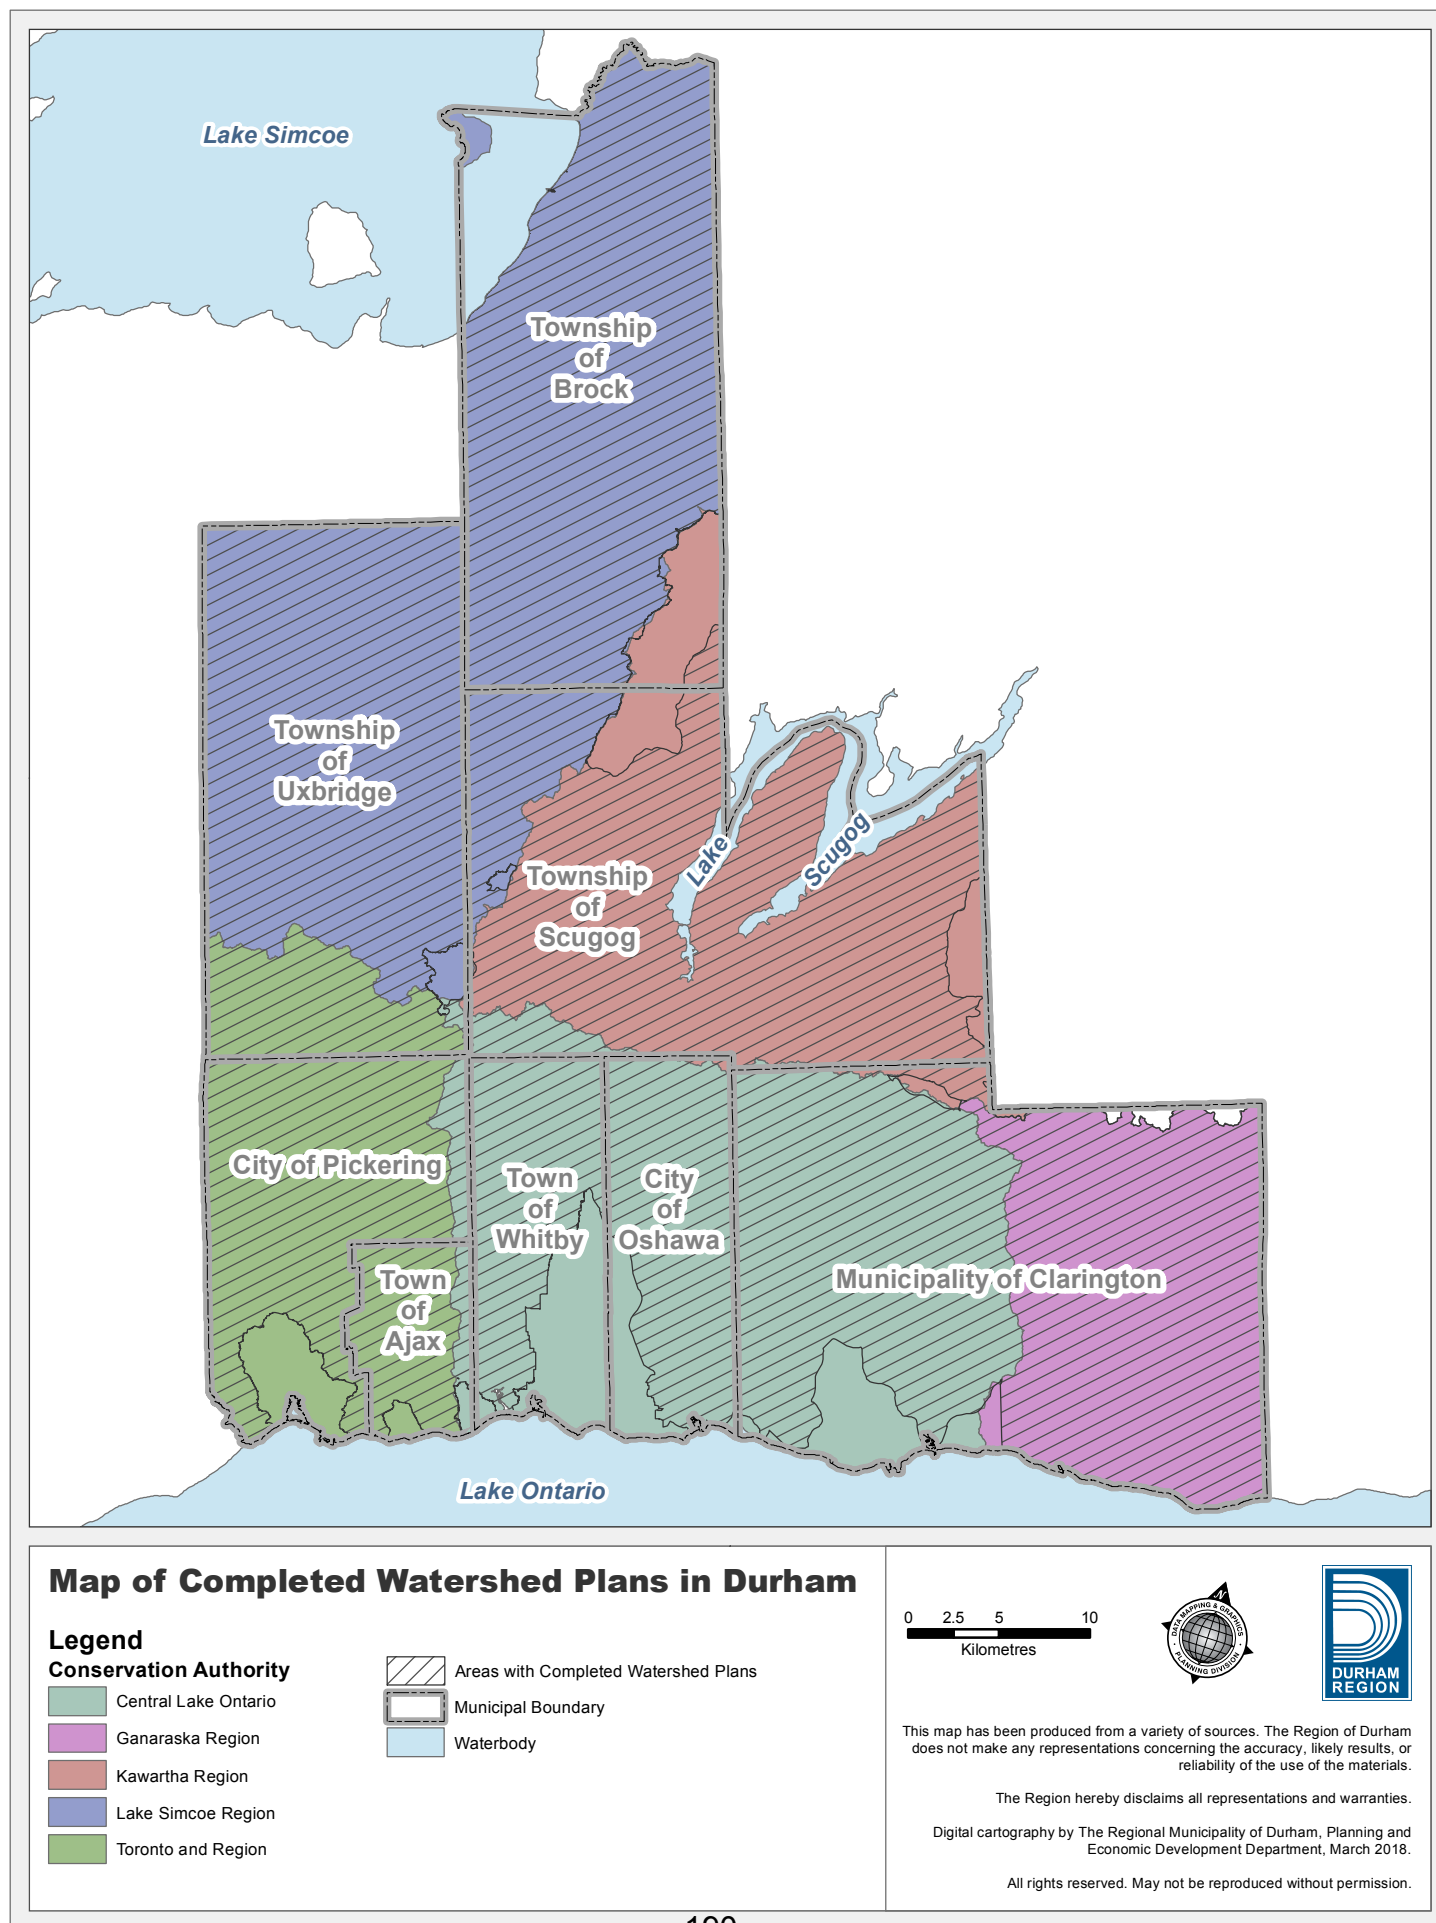 Lake Simcoe
Township
of
Brock
Township
of
Uxbridge
Lake
Scugog
Township
of
Scugog
City of Pickering
Town
of
Whitby
City
of
Oshawa
Town
of
Ajax
Municipality of Clarington
Lake Ontario
Map of Completed Watershed Plans in Durham
Legend
Conservation Authority
Central Lake Ontario
Ganaraska Region
Kawartha Region
Lake Simcoe Region
Toronto and Region
Areas with Completed Watershed Plans
Municipal Boundary
Waterbody
0 2.5 5 10
Kilometres
N
DATA MAPPING & GRAPHICS
PLANNING DIVISION
DURHAM
REGION
This map has been produced from a variety of sources. The Region of Durham
does not make any representations concerning the accuracy, likely results, or
reliability of the use of the materials.
The Region hereby disclaims all representations and warranties.
Digital cartography by The Regional Municipality of Durham, Planning and
Economic Development Department, March 2018.
All rights reserved. May not be reproduced without permission.